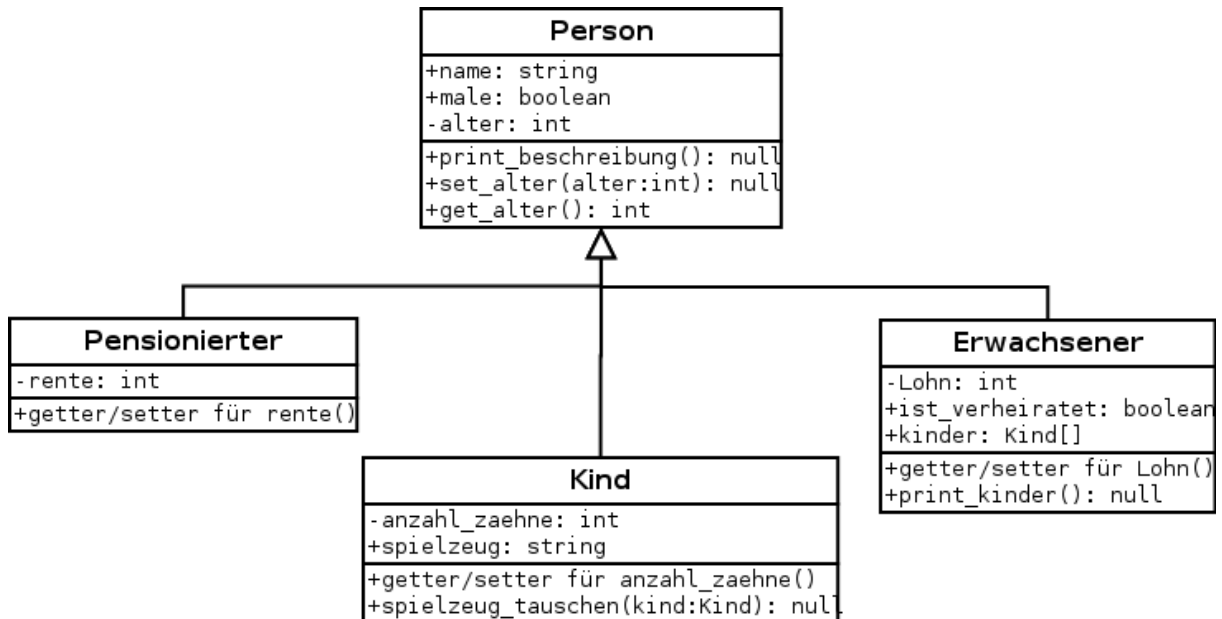 Person
+name: string
+male: boolean
-alter: int
+print_beschreibung(): null
+set_alter(alter:int): null
+get_alter(): int
Pensionierter
-rente: int
+getter/setter für rente()
Kind
-anzahl_zaehne: int
+spielzeug: string
+getter/setter für anzahl_zaehne()
+spielzeug_tauschen(kind:Kind): null
Erwachsener
-Lohn: int
+ist_verheiratet: boolean
+kinder: Kind[]
+getter/setter für Lohn()
+print_kinder(): null